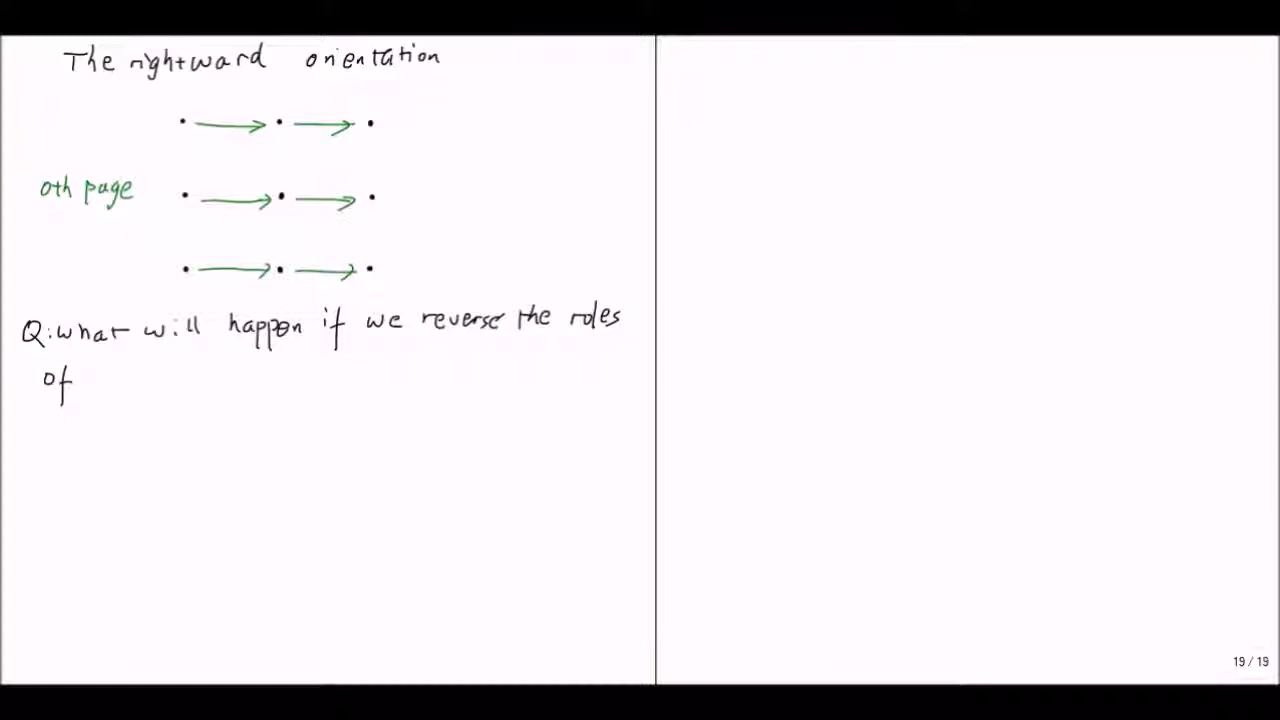 The rightward orientation
0th page
Q: what will happen if we reverse the roles
of
19 / 19